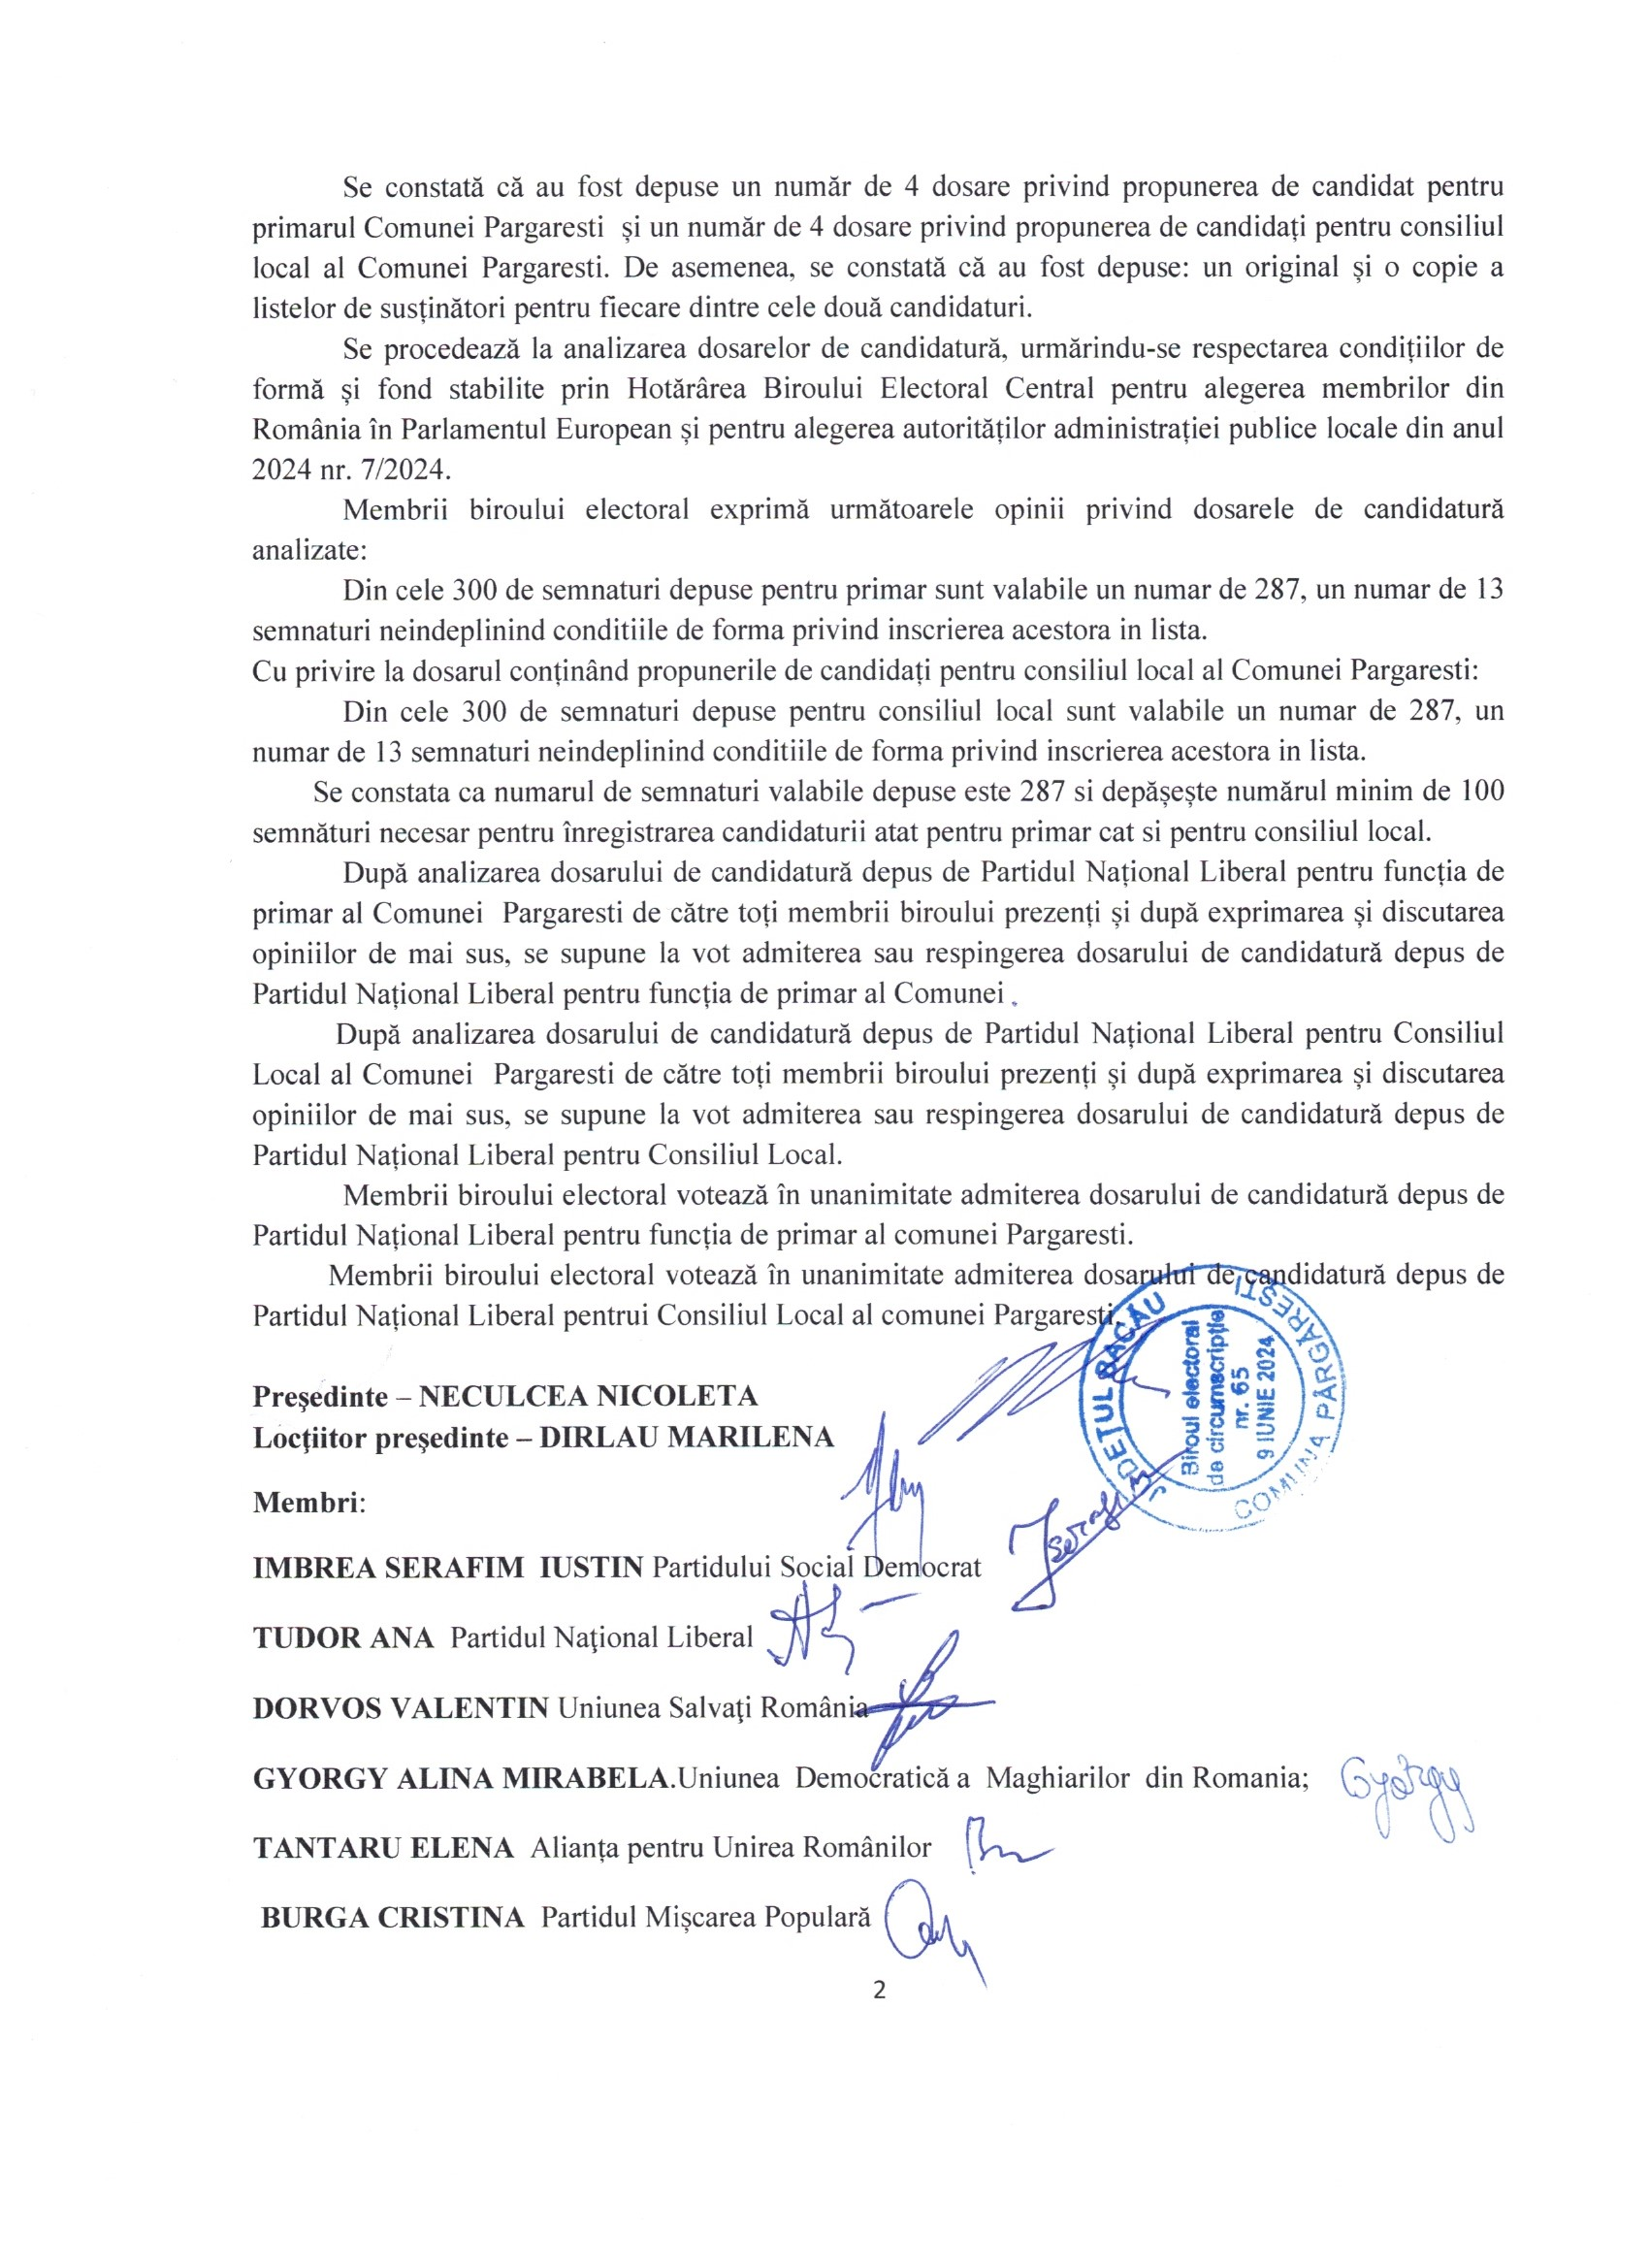 Se constată că au fost depuse un număr de 4 dosare privind propunerea de candidat pentru
primarul Comunei Pargaresti și un număr de 4 dosare privind propunerea de candidați pentru consiliul
local al Comunei Pargaresti. De asemenea, se constată că au fost depuse: un original și o copie a
listelor de susținători pentru fiecare dintre cele două candidaturi.
Se procedează la analizarea dosarelor de candidatură, urmărindu-se respectarea condițiilor de
formă și fond stabilite prin Hotărârea Biroului Electoral Central pentru alegerea membrilor din
România în Parlamentul European și pentru alegerea autorităților administrației publice locale din anul
2024 nr. 7/2024.
Membrii biroului electoral exprimă următoarele opinii privind dosarele de candidatură
analizate:
Din cele 300 de semnaturi depuse pentru primar sunt valabile un numar de 287, un numar de 13
semnaturi neindeplinind conditiile de forma privind inscrierea acestora in lista.
Cu privire la dosarul conținând propunerile de candidați pentru consiliul local al Comunei Pargaresti:
Din cele 300 de semnaturi depuse pentru consiliul local sunt valabile un numar de 287, un
numar de 13 semnaturi neindeplinind conditiile de forma privind inscrierea acestora in lista.
Se constata ca numarul de semnaturi valabile depuse este 287 si depășește numărul minim de 100
semnături necesar pentru înregistrarea candidaturii atat pentru primar cat si pentru consiliul local.
După analizarea dosarului de candidatură depus de Partidul Național Liberal pentru funcția de
primar al Comunei Pargaresti de către toți membrii biroului prezenți și după exprimarea și discutarea
opiniilor de mai sus, se supune la vot admiterea sau respingerea dosarului de candidatură depus de
Partidul Național Liberal pentru funcția de primar al Comunei .
După analizarea dosarului de candidatură depus de Partidul Național Liberal pentru Consiliul
Local al Comunei Pargaresti de către toți membrii biroului prezenți și după exprimarea și discutarea
opiniilor de mai sus, se supune la vot admiterea sau respingerea dosarului de candidatură depus de
Partidul Național Liberal pentru Consiliul Local.
Membrii biroului electoral votează în unanimitate admiterea dosarului de candidatură depus de
Partidul Național Liberal pentru funcția de primar al comunei Pargaresti.
Membrii biroului electoral votează în unanimitate admiterea dosarului de candidatură depus de
Partidul Național Liberal pentrui Consiliul Local al comunei Pargaresti.
JUDEȚUL BACĂU
COMUNA PÂRGĂREȘTI
Biroul electoral
de circumscripție
nr. 65
9 IUNIE 2024
Preşedinte – NECULCEA NICOLETA
Locţiitor preşedinte – DIRLAU MARILENA
Membri:
IMBREA SERAFIM IUSTIN Partidului Social Democrat
TUDOR ANA Partidul Naţional Liberal
DORVOS VALENTIN Uniunea Salvaţi România
GYORGY ALINA MIRABELA.Uniunea Democratică a Maghiarilor din Romania; György
TANTARU ELENA Alianța pentru Unirea Românilor
BURGA CRISTINA Partidul Mișcarea Populară
2